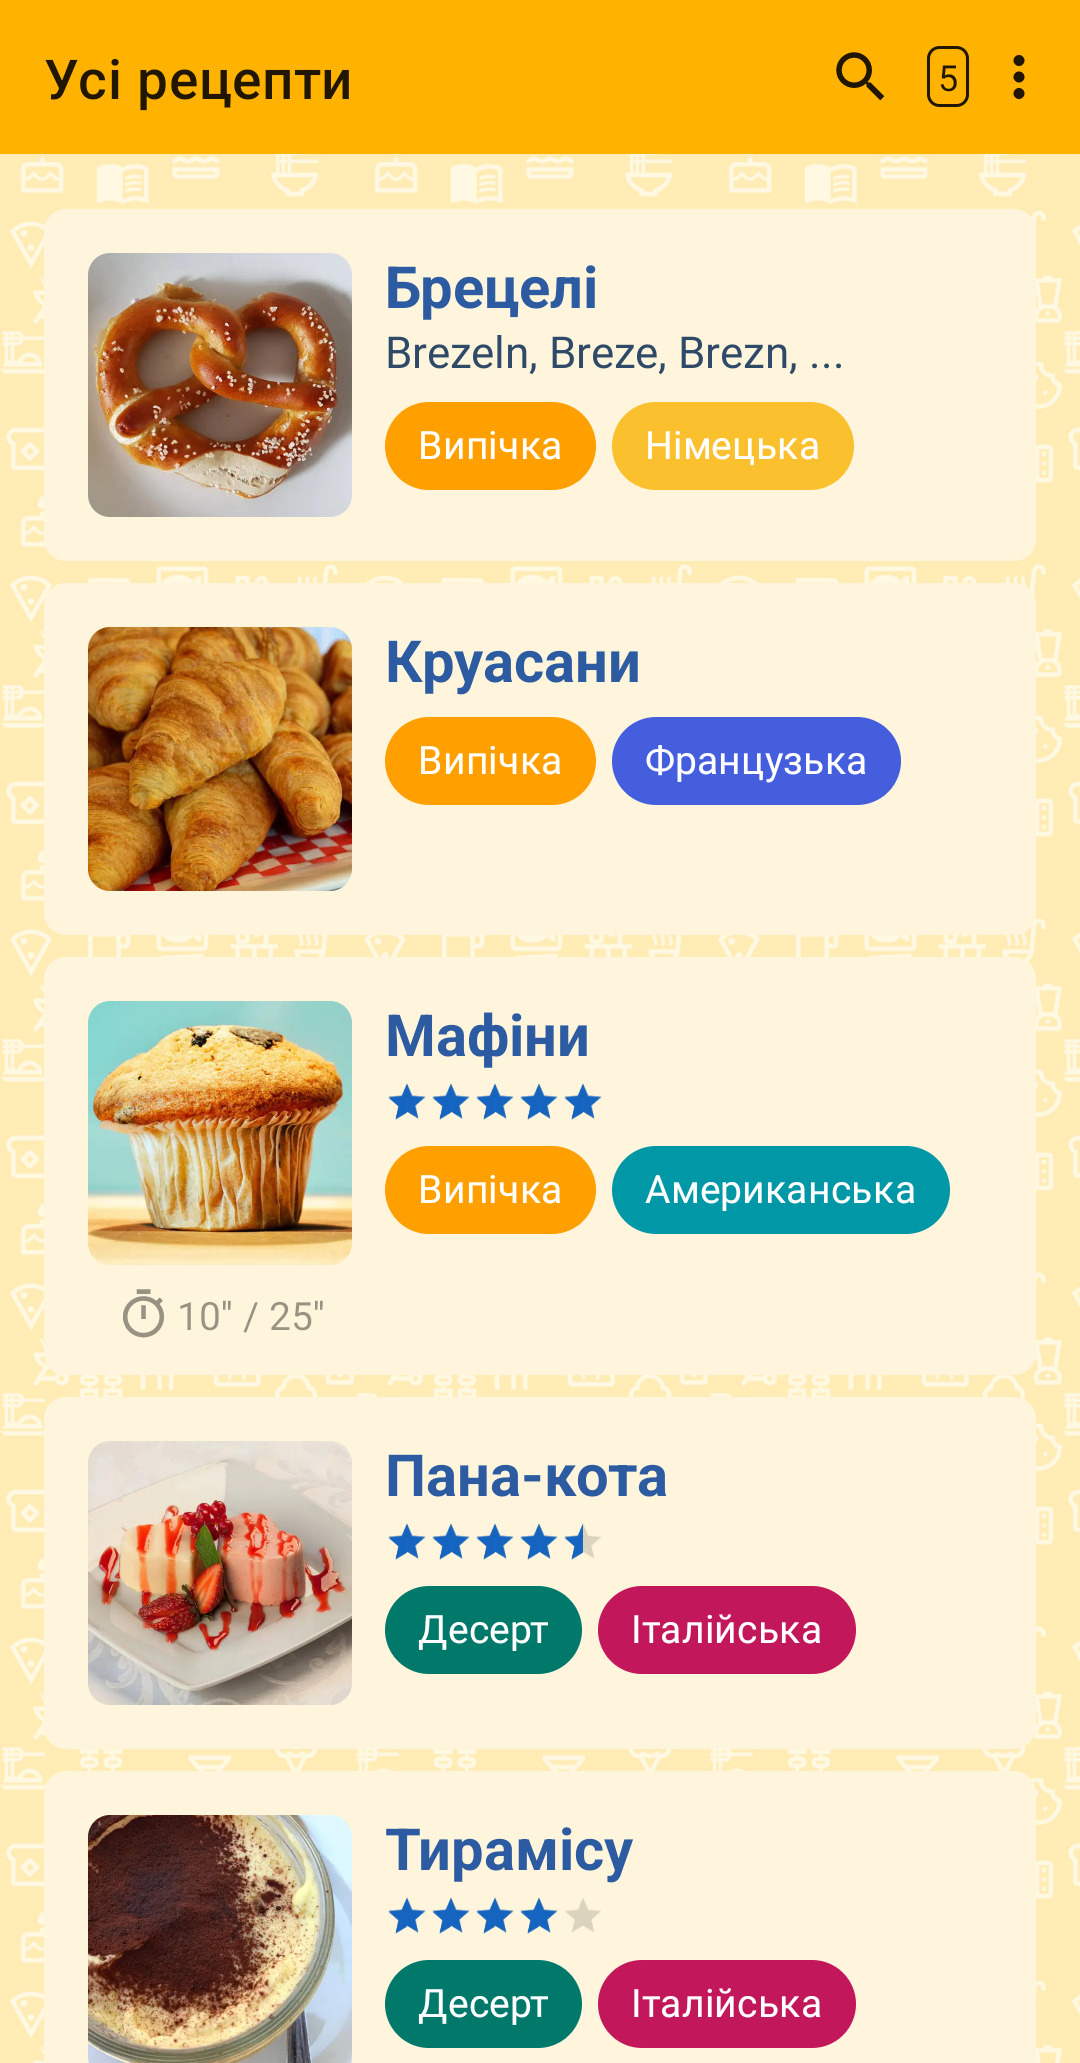 Усі рецепти
5
Брецелі
Brezeln, Breze, Brezn, ...
Випічка Німецька
Круасани
Випічка Французька
Мафіни
Випічка Американська
10" / 25"
Пана-кота
Десерт Італійська
Тирамісу
Десерт Італійська